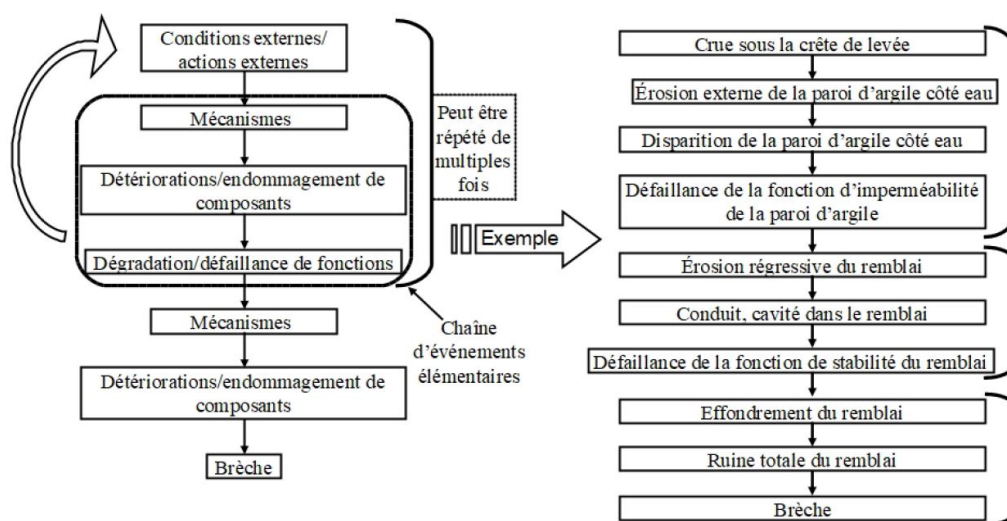 Conditions externes/
actions externes
Mécanismes
Détériorations/endommagement de
composants
Dégradation/défaillance de fonctions
Mécanismes
Détériorations/endommagement de
composants
Brèche
Peut être
répété de
multiples
fois
Chaîne
d'événements
élémentaires
Exemple
Crue sous la crête de levée
Érosion externe de la paroi d'argile côté eau
Disparition de la paroi d'argile côté eau
Défaillance de la fonction d'imperméabilité
de la paroi d'argile
Érosion régressive du remblai
Conduit, cavité dans le remblai
Défaillance de la fonction de stabilité du remblai
Effondrement du remblai
Ruine totale du remblai
Brèche